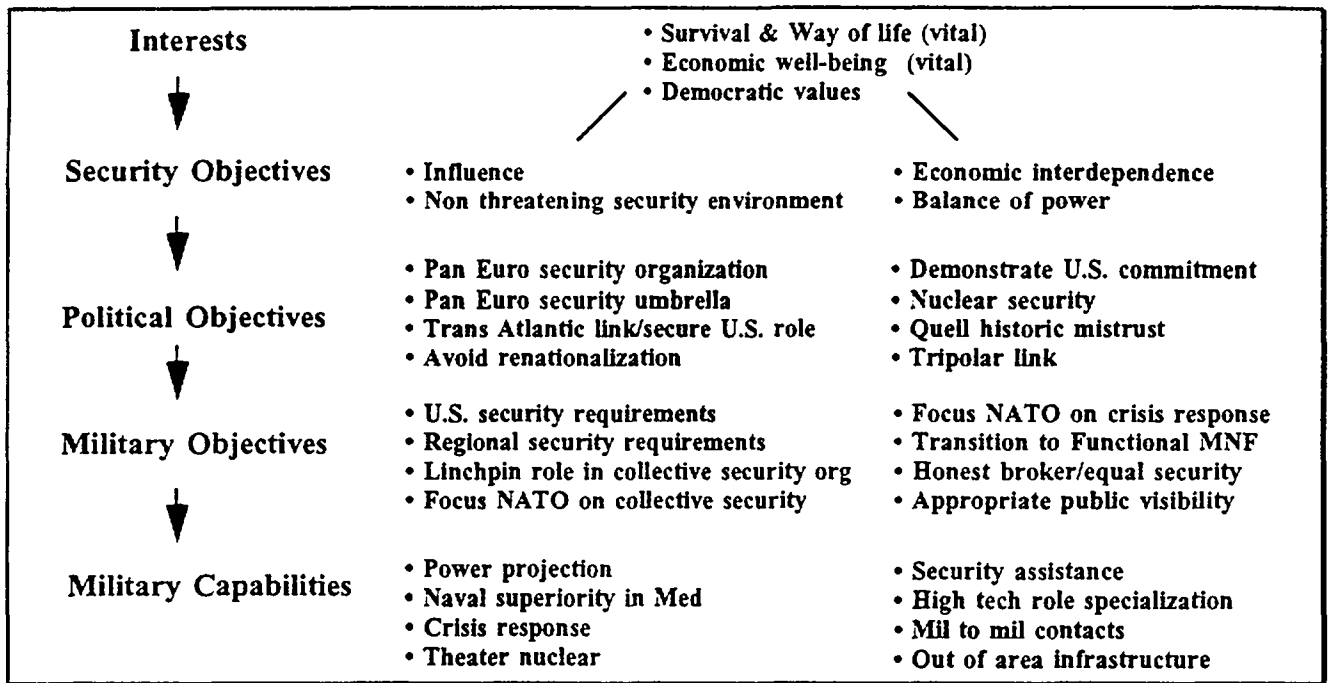 Interests
• Survival & Way of life (vital)
• Economic well-being (vital)
• Democratic values
Security Objectives
• Influence
• Non threatening security environment
• Economic interdependence
• Balance of power
Political Objectives
• Pan Euro security organization
• Pan Euro security umbrella
• Trans Atlantic link/secure U.S. role
• Avoid renationalization
• Demonstrate U.S. commitment
• Nuclear security
• Quell historic mistrust
• Tripolar link
Military Objectives
• U.S. security requirements
• Regional security requirements
• Linchpin role in collective security org
• Focus NATO on collective security
• Focus NATO on crisis response
• Transition to Functional MNF
• Honest broker/equal security
• Appropriate public visibility
Military Capabilities
• Power projection
• Naval superiority in Med
• Crisis response
• Theater nuclear
• Security assistance
• High tech role specialization
• Mil to mil contacts
• Out of area infrastructure